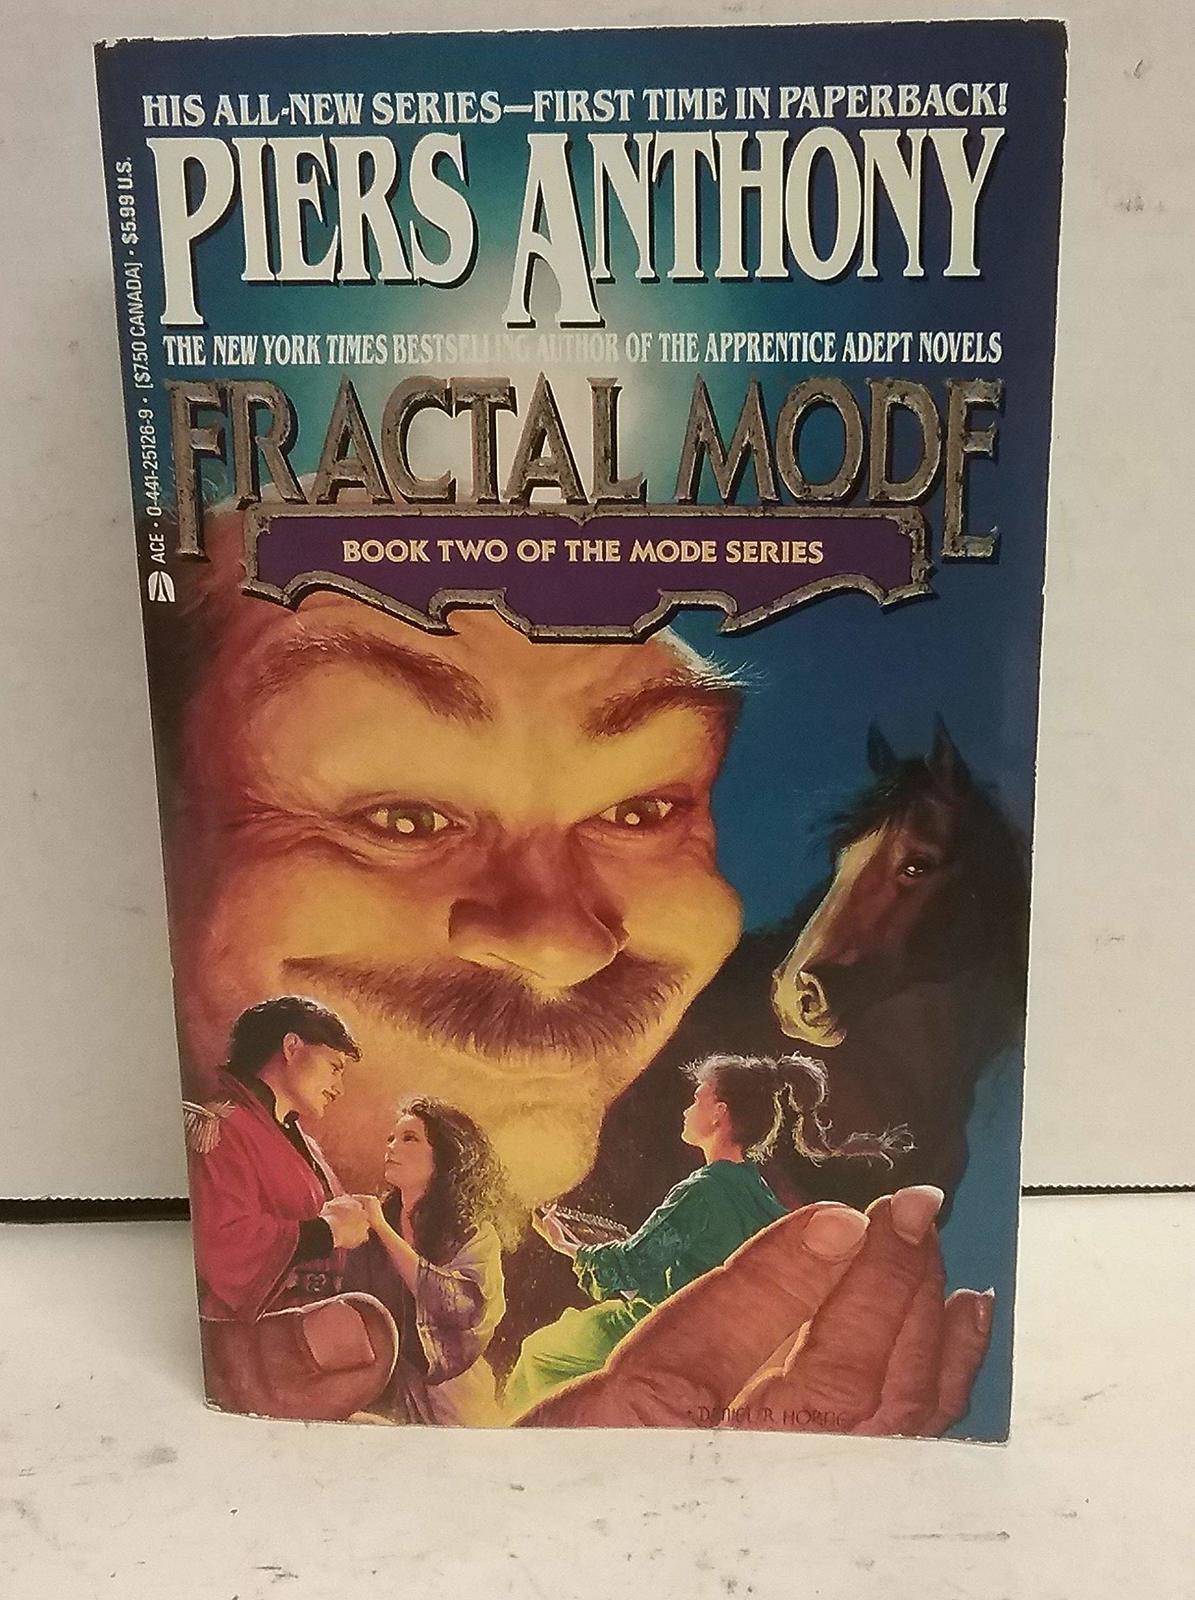 HIS ALL-NEW SERIES—FIRST TIME IN PAPERBACK!
PIERS ANTHONY
THE NEW YORK TIMES BESTSELLING AUTHOR OF THE APPRENTICE ADEPT NOVELS
FRACTAL MODE
BOOK TWO OF THE MODE SERIES
ACE • 0-441-25126-9 • [$7.50 CANADA] • $5.99 U.S.
DANIEL R. HORNE